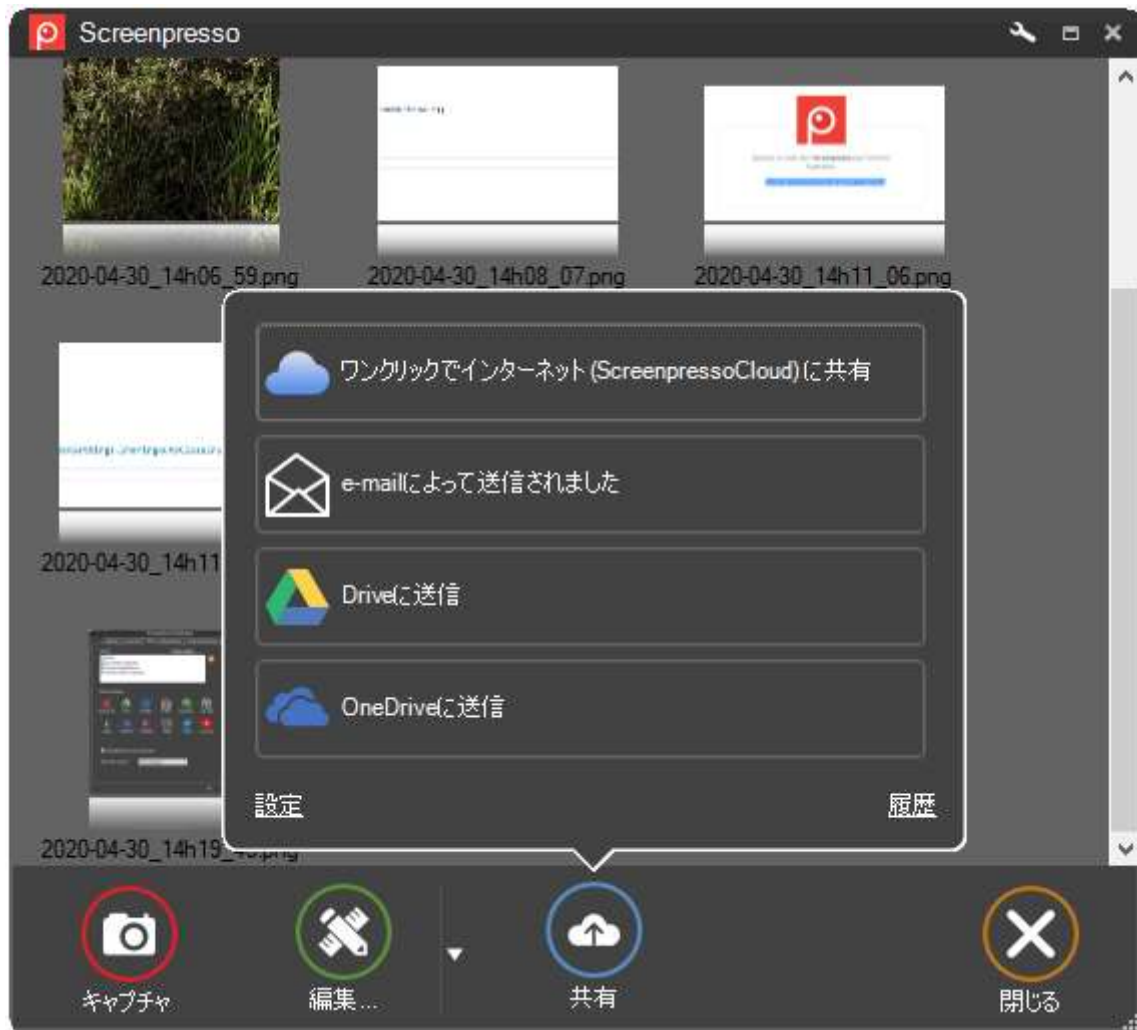 Screenpresso
2020-04-30_14h06_59.png
2020-04-30_14h08_07.png
2020-04-30_14h11_06.png
ワンクリックでインターネット (ScreenpressoCloud) に共有
e-mailによって送信されました
2020-04-30_14h11
Driveに送信
OneDriveに送信
設定
履歴
2020-04-30_14h19
キャプチャ
編集 ...
共有
閉じる